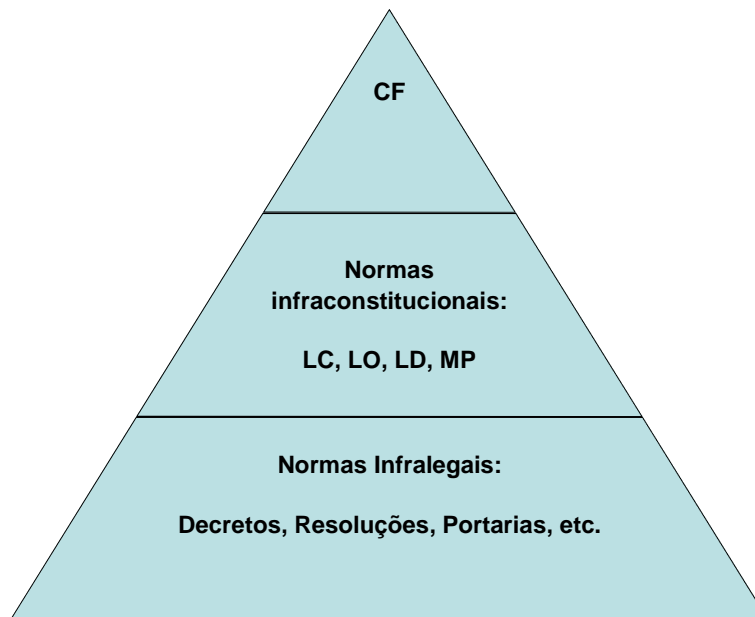 CF
Normas
infraconstitucionais:
LC, LO, LD, MP
Normas Infralegais:
Decretos, Resoluções, Portarias, etc.